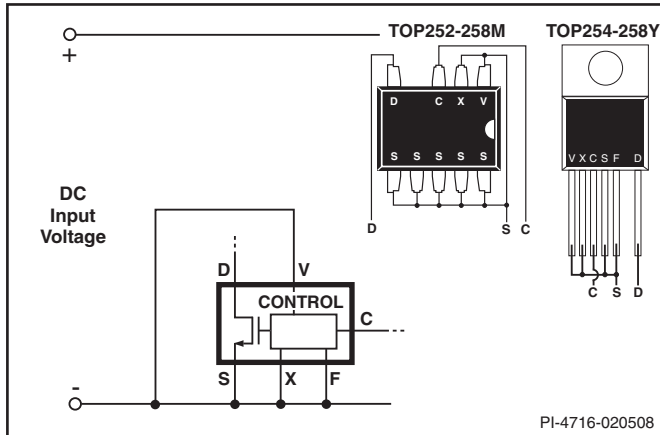 TOP252-258M
TOP254-258Y
+
D C X V
S S S S S
D
S C
V X C S F D
C S D
DC
Input
Voltage
D
V
CONTROL
C
S
X
F
-
PI-4716-020508